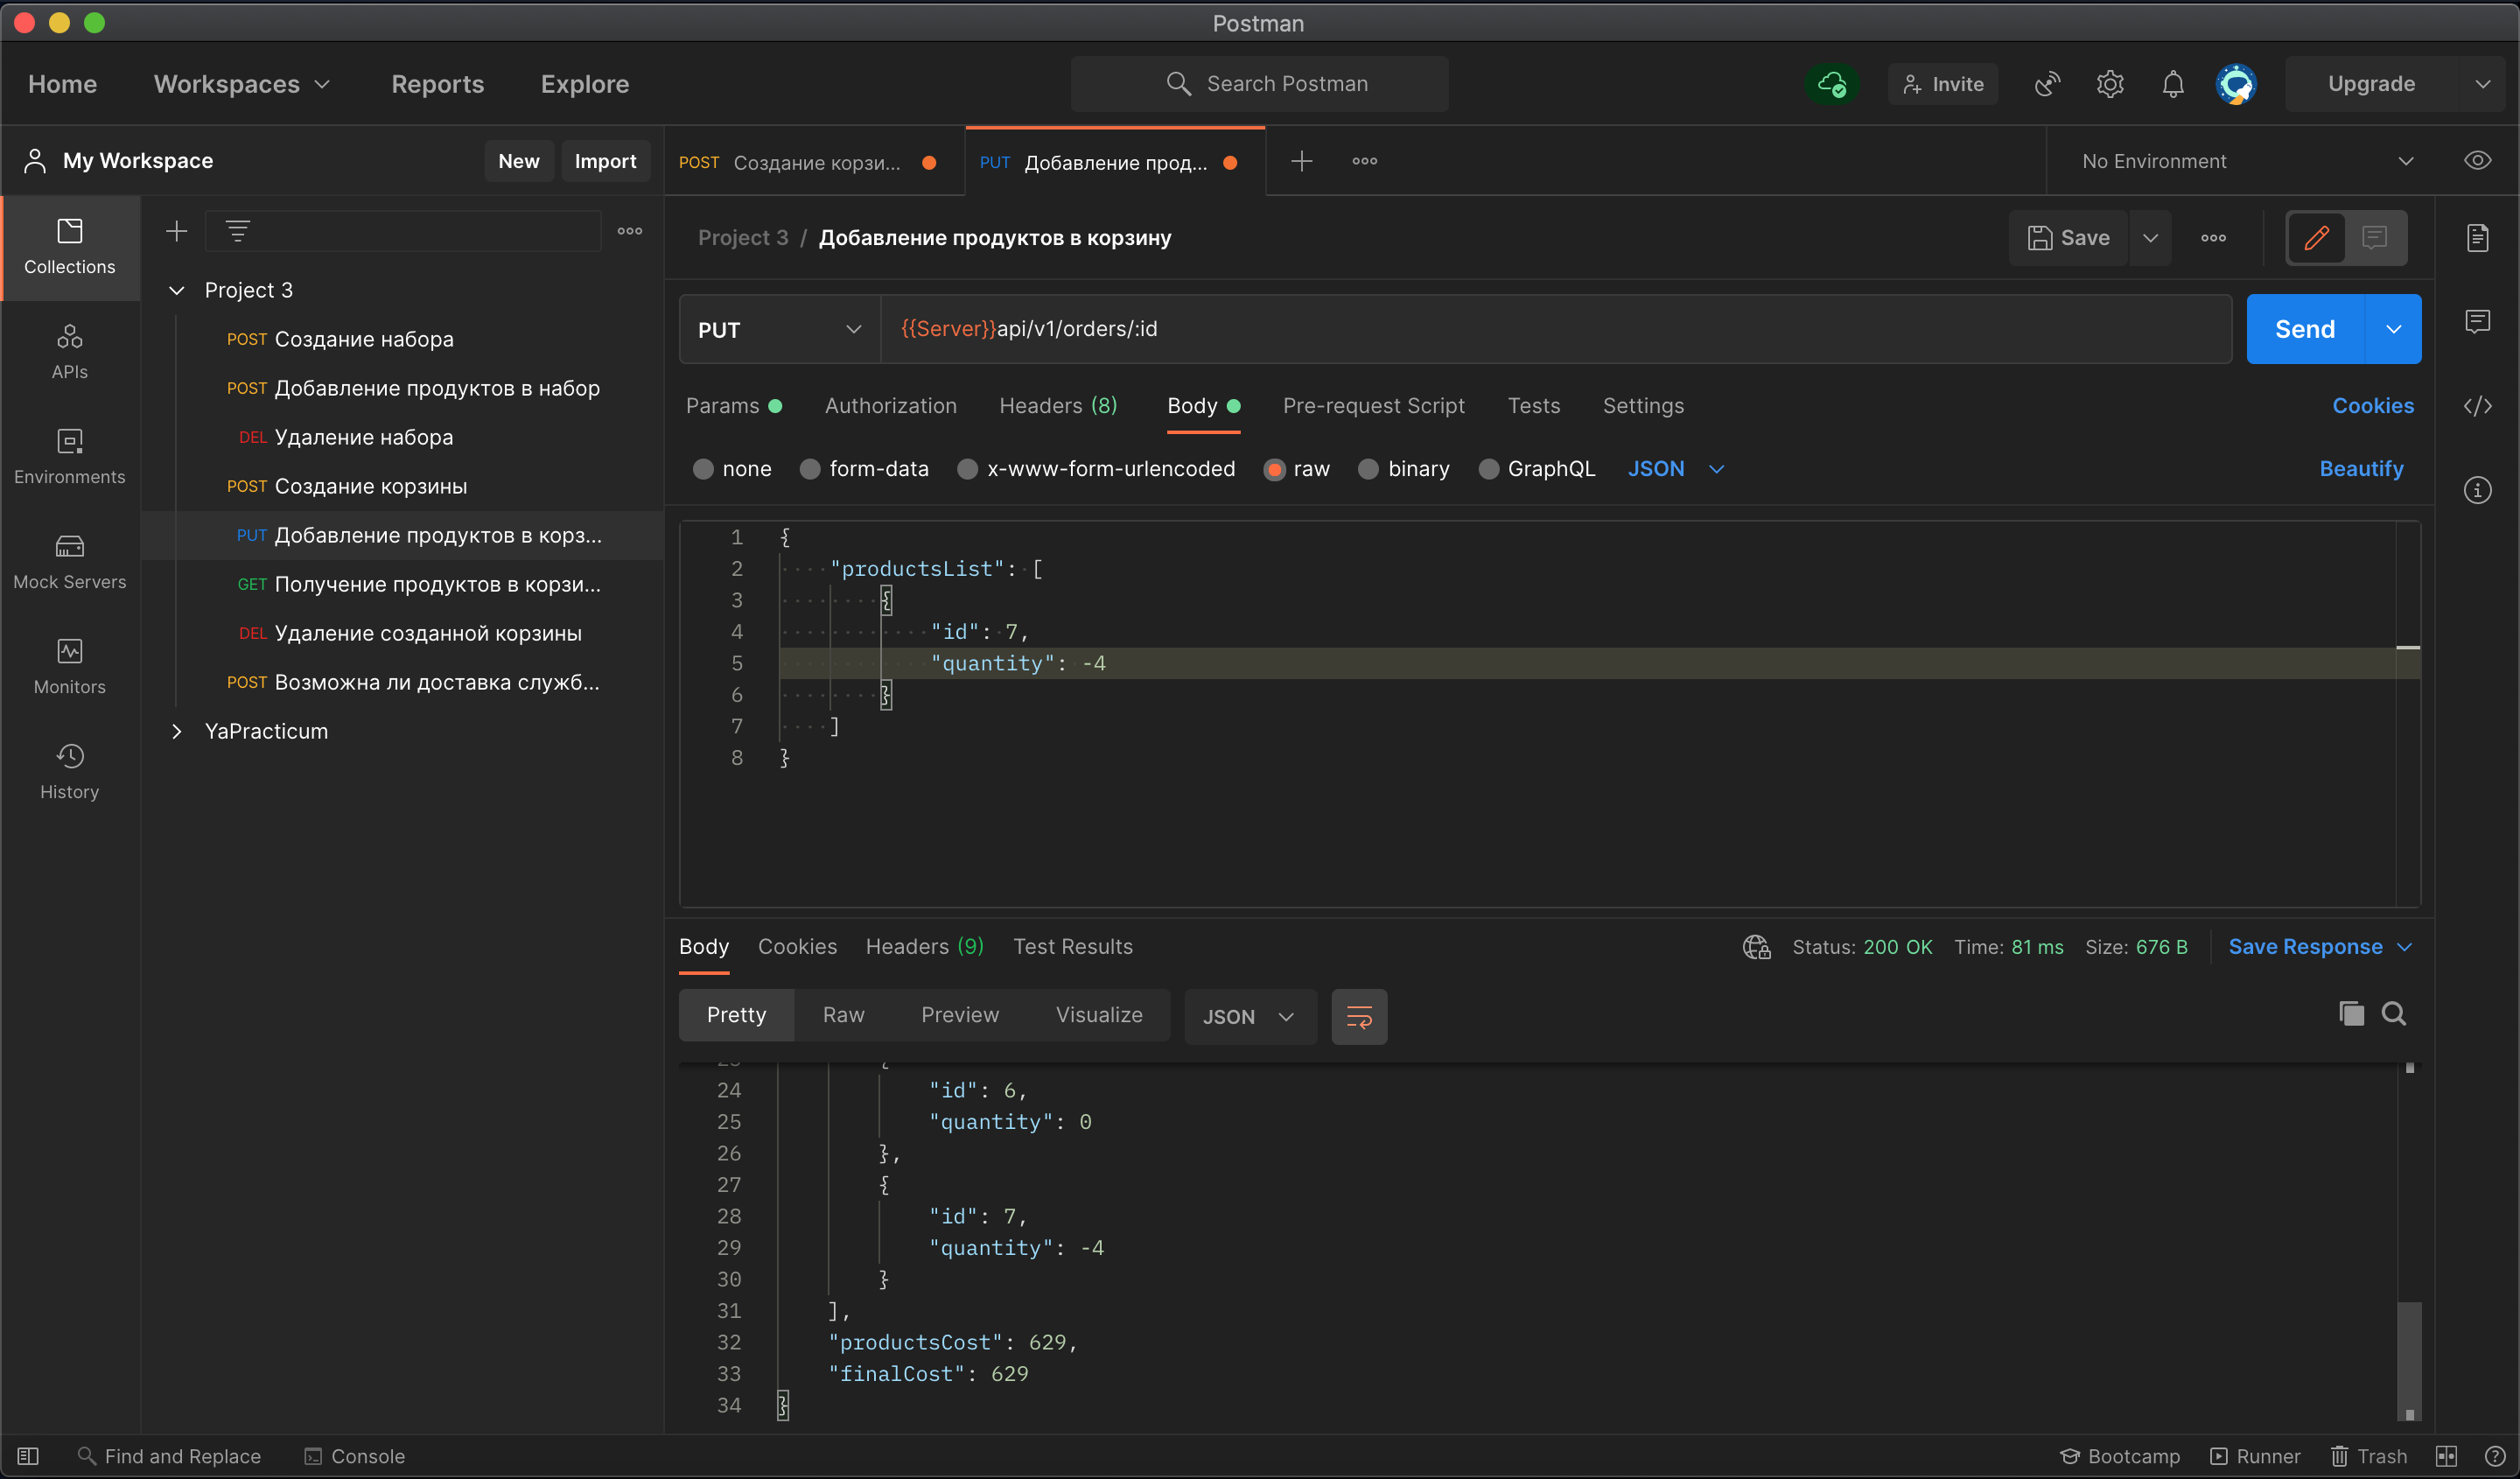 Postman
Home Workspaces Reports Explore Search Postman Invite Upgrade
My Workspace New Import POST Создание корзи... PUT Добавление прод... No Environment
Collections
APIs
Environments
Mock Servers
Monitors
History
Project 3
POST Создание набора
POST Добавление продуктов в набор
DEL Удаление набора
POST Создание корзины
PUT Добавление продуктов в корз...
GET Получение продуктов в корзи...
DEL Удаление созданной корзины
POST Возможна ли доставка служб...
YaPracticum
Project 3 / Добавление продуктов в корзину Save
PUT {{Server}}api/v1/orders/:id Send
Params Authorization Headers (8) Body Pre-request Script Tests Settings Cookies
none form-data x-www-form-urlencoded raw binary GraphQL JSON Beautify
1 {
2 "productsList": [
3 {
4 "id": 7,
5 "quantity": -4
6 }
7 ]
8 }
Body Cookies Headers (9) Test Results Status: 200 OK Time: 81 ms Size: 676 B Save Response
Pretty Raw Preview Visualize JSON
24 "id": 6,
25 "quantity": 0
26 },
27 {
28 "id": 7,
29 "quantity": -4
30 }
31 ],
32 "productsCost": 629,
33 "finalCost": 629
34 }
Find and Replace Console Bootcamp Runner Trash